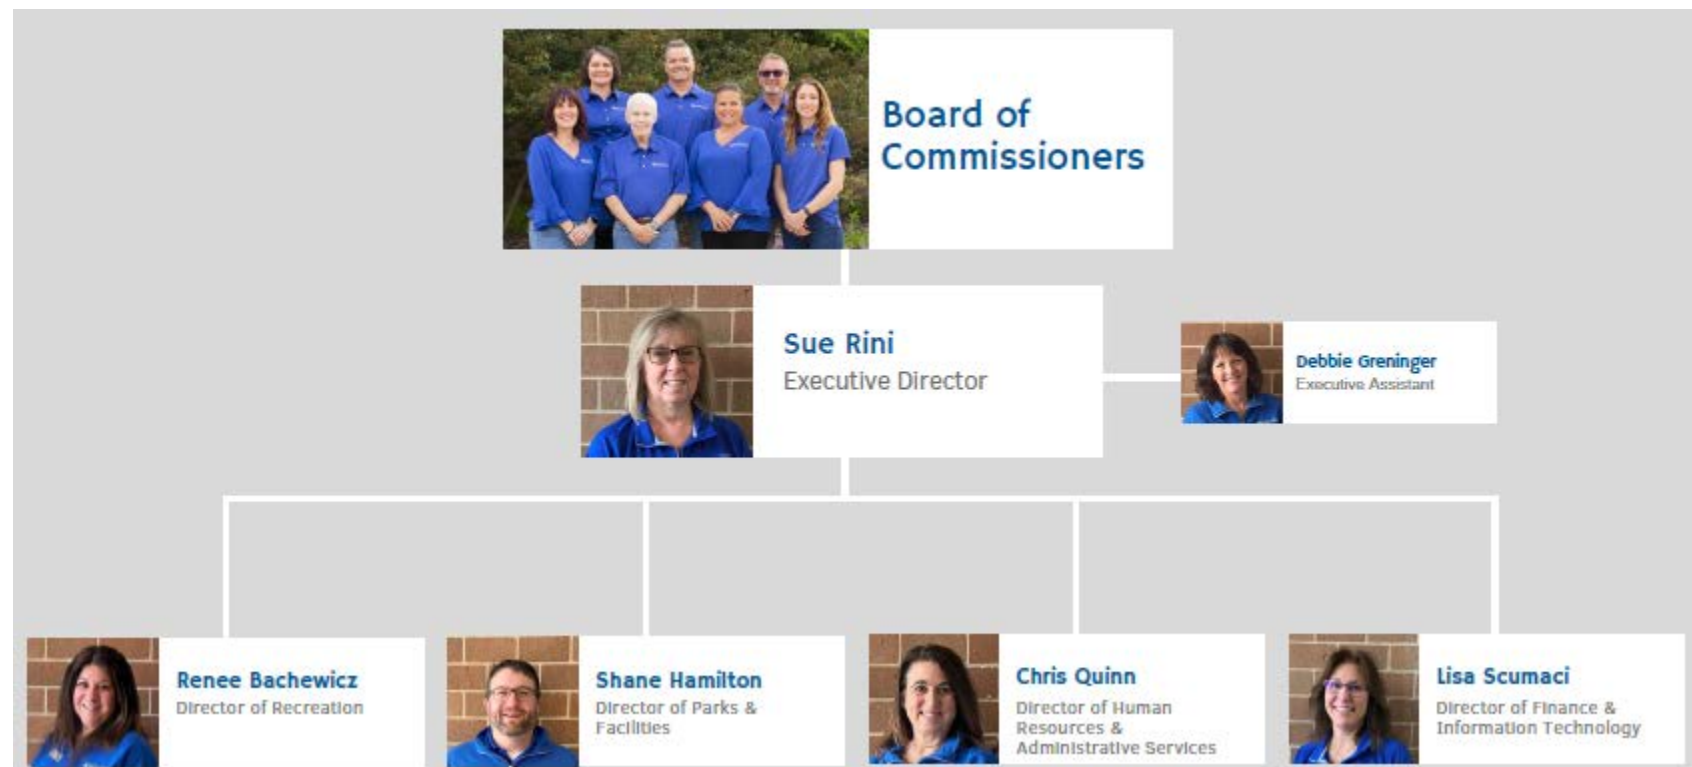 Board of
Commissioners
Sue Rini
Executive Director
Debbie Greninger
Executive Assistant
Renee Bachewicz
Director of Recreation
Shane Hamilton
Director of Parks &
Facilities
Chris Quinn
Director of Human
Resources &
Administrative Services
Lisa Scumaci
Director of Finance &
Information Technology